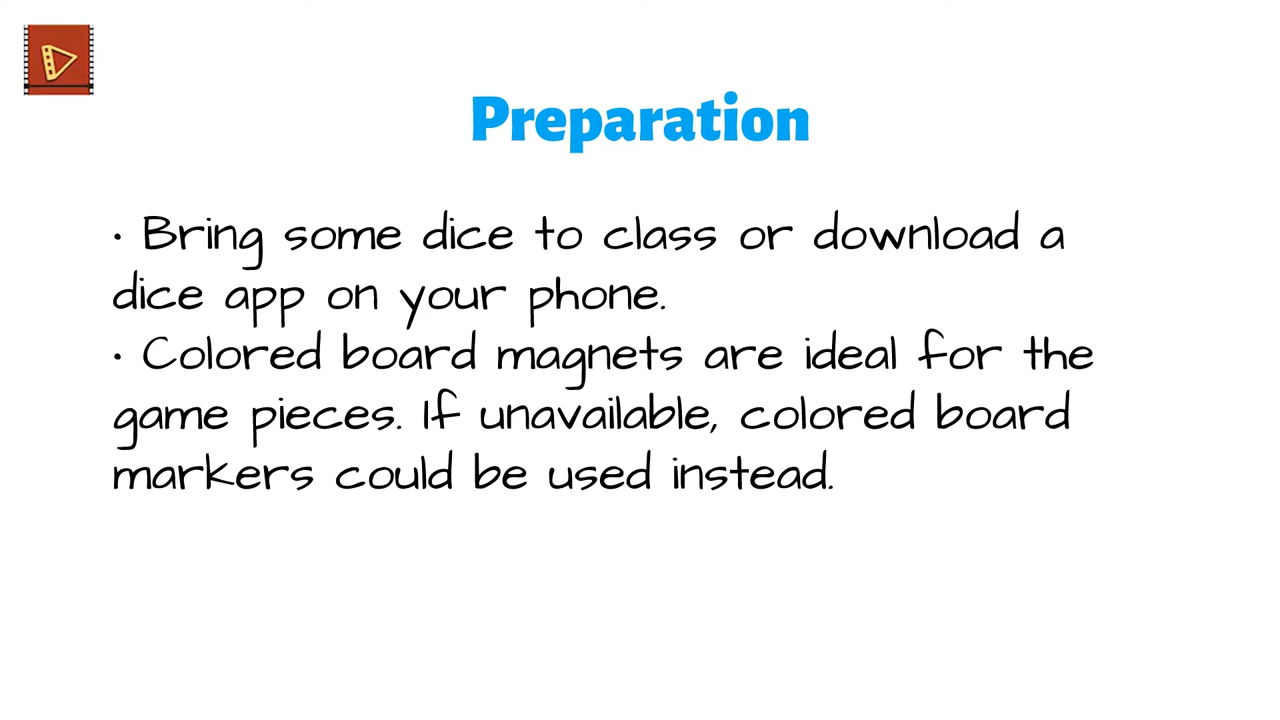 Preparation
• Bring some dice to class or download a
dice app on your phone.
• Colored board magnets are ideal for the
game pieces. If unavailable, colored board
markers could be used instead.